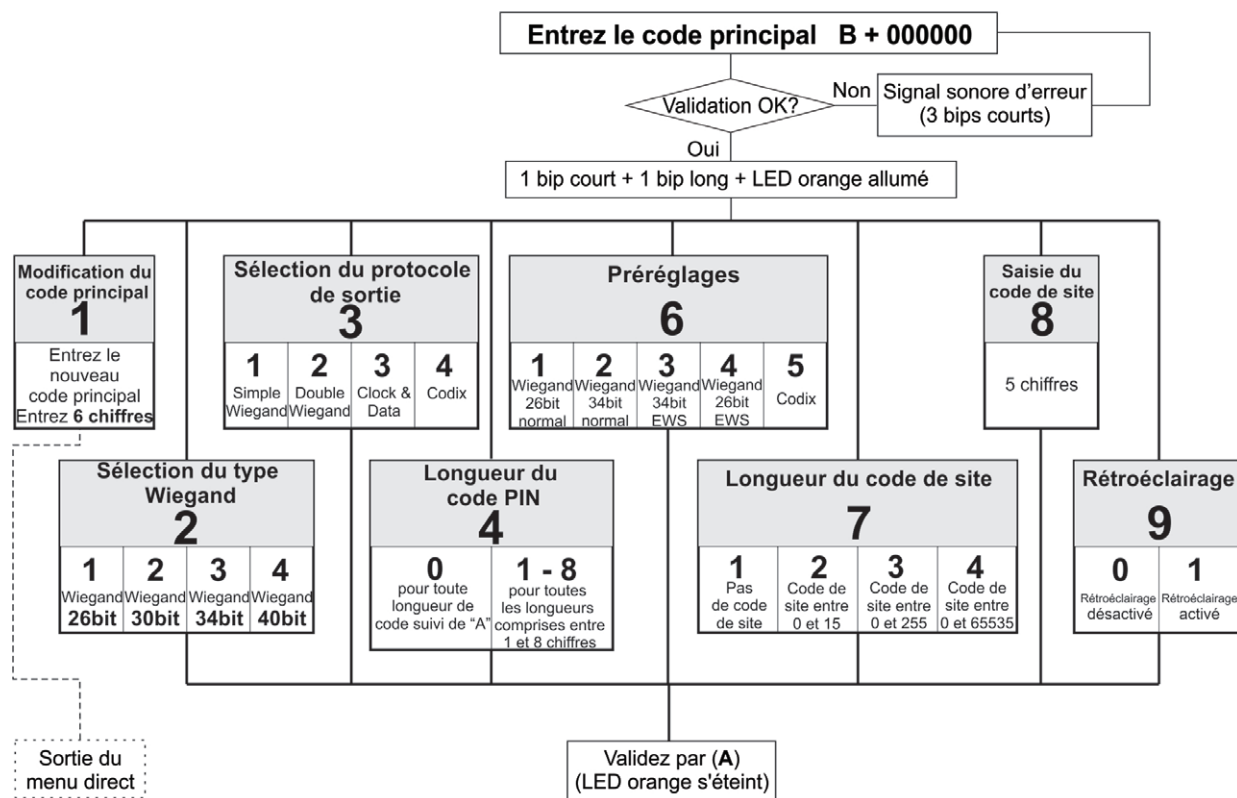 Entrez le code principal B + 000000
Validation OK?
Non
Signal sonore d'erreur
(3 bips courts)
Oui
1 bip court + 1 bip long + LED orange allumé
Modification du
code principal
1
Entrez le
nouveau
code principal
Entrez 6 chiffres
Sélection du protocole
de sortie
3
1
Simple
Wiegand
2
Double
Wiegand
3
Clock &
Data
4
Codix
Préréglages
6
1
Wiegand
26bit
normal
2
Wiegand
34bit
normal
3
Wiegand
34bit
EWS
4
Wiegand
26bit
EWS
5
Codix
Saisie du
code de site
8
5 chiffres
Sélection du type
Wiegand
2
1
Wiegand
26bit
2
Wiegand
30bit
3
Wiegand
34bit
4
Wiegand
40bit
Longueur du
code PIN
4
0
pour toute
longueur de
code suivi de "A"
1 - 8
pour toutes
les longueurs
comprises entre
1 et 8 chiffres
Longueur du code de site
7
1
Pas
de code
de site
2
Code de
site entre
0 et 15
3
Code de
site entre
0 et 255
4
Code de
site entre
0 et 65535
Rétroéclairage
9
0
Rétroéclairage
désactivé
1
Rétroéclairage
activé
Sortie du
menu direct
Validez par (A)
(LED orange s'éteint)